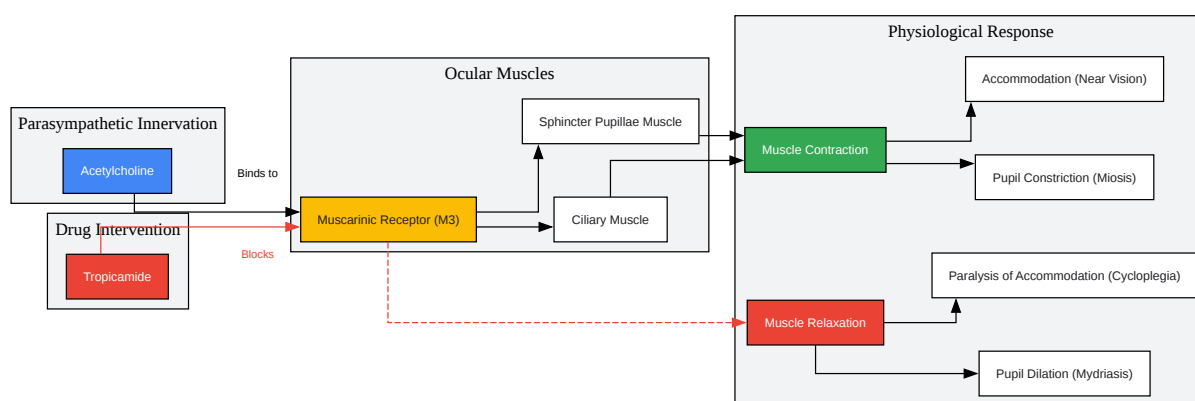 Physiological Response
Ocular Muscles
Accommodation (Near Vision)
Parasympathetic Innervation
Sphincter Pupillae Muscle
Muscle Contraction
Acetylcholine
Binds to
Pupil Constriction (Miosis)
Muscarinic Receptor (M3)
Ciliary Muscle
Drug Intervention
Blocks
Tropicamide
Paralysis of Accommodation (Cycloplegia)
Muscle Relaxation
Pupil Dilation (Mydriasis)